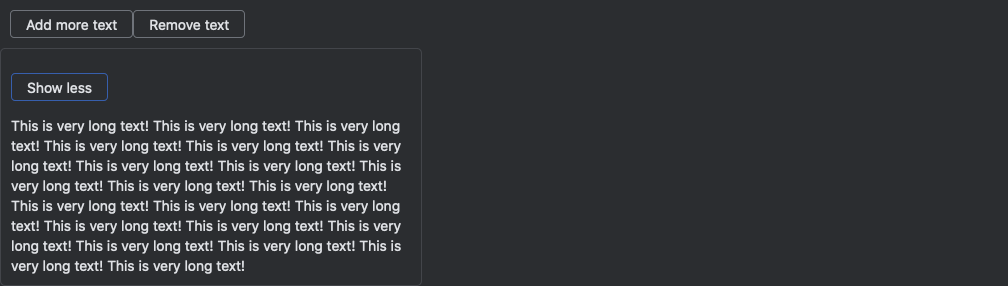 Add more text Remove text
Show less
This is very long text! This is very long text! This is very long
text! This is very long text! This is very long text! This is very
long text! This is very long text! This is very long text! This is
very long text! This is very long text! This is very long text!
This is very long text! This is very long text! This is very long
text! This is very long text! This is very long text! This is very
long text! This is very long text! This is very long text! This is
very long text! This is very long text!